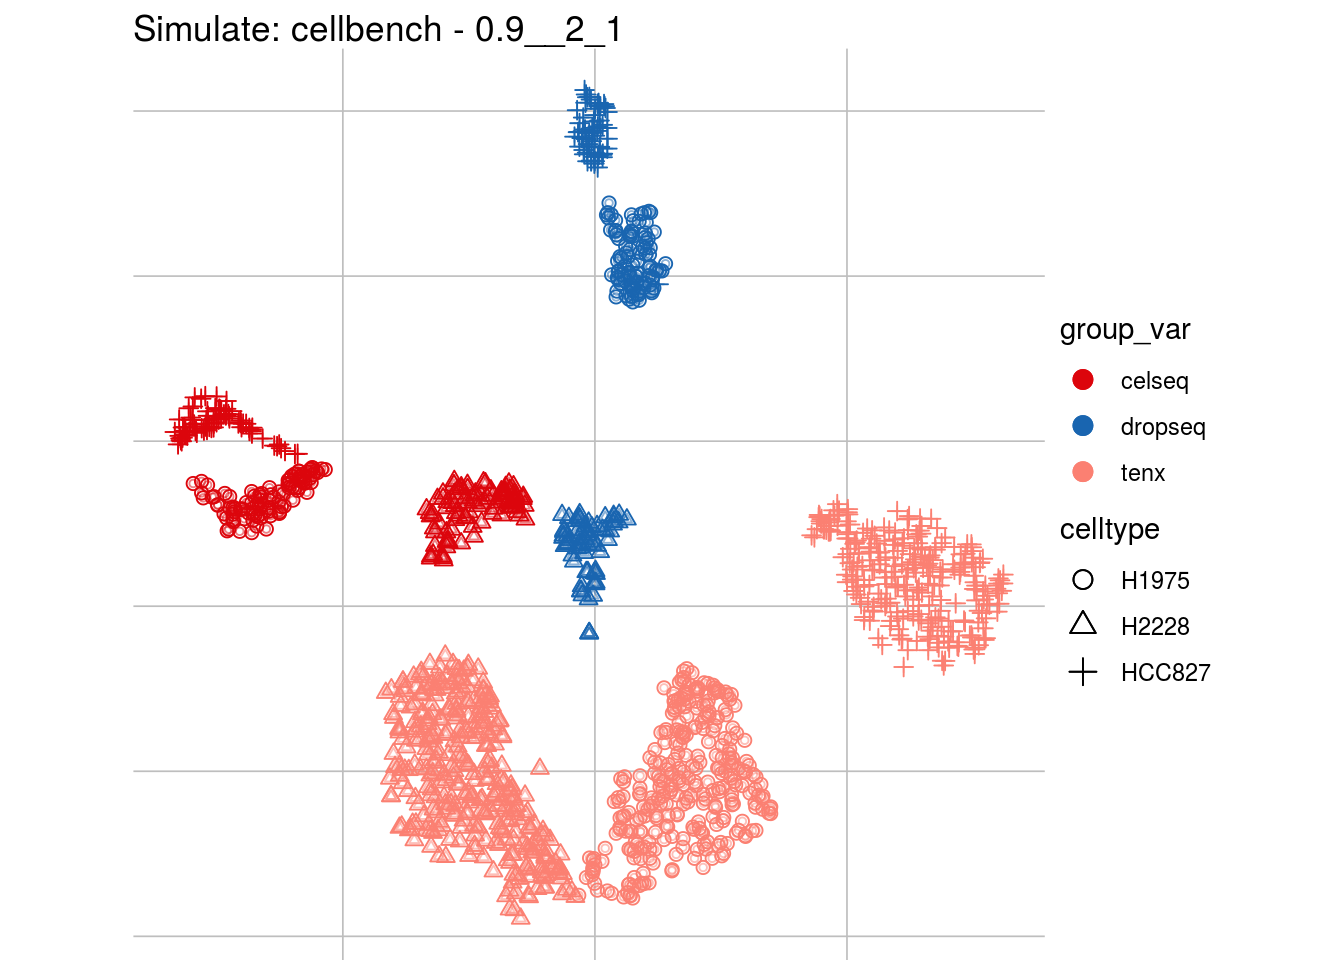 Simulate: cellbench - 0.9__2_1
group_var
celseq
dropseq
tenx
celltype
H1975
H2228
HCC827